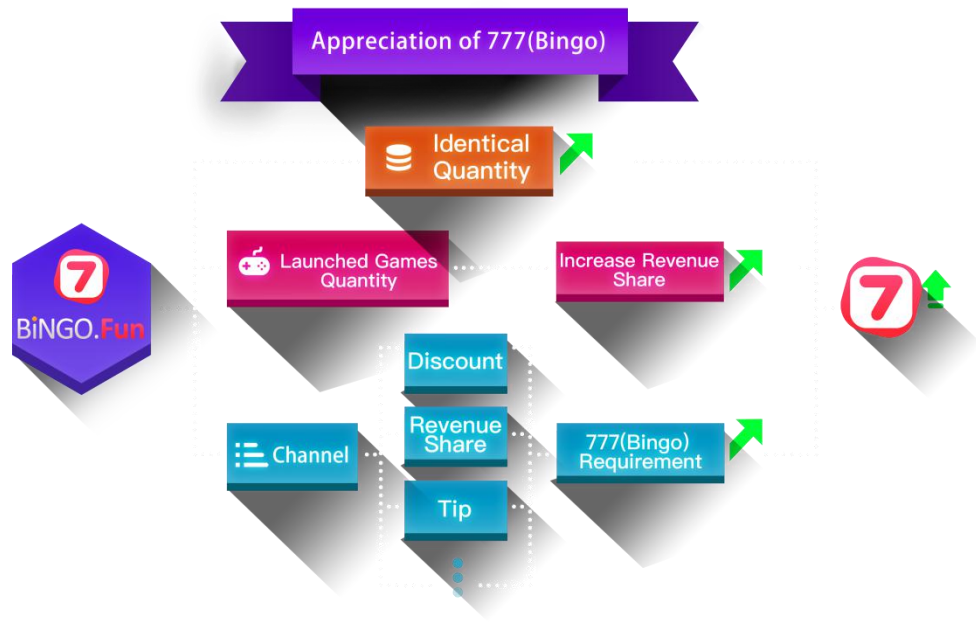 Appreciation of 777(Bingo)
Identical
Quantity
Launched Games
Quantity
Increase Revenue
Share
7
BiNGO.Fun
7
Discount
Revenue
Share
Channel
777(Bingo)
Requirement
Tip